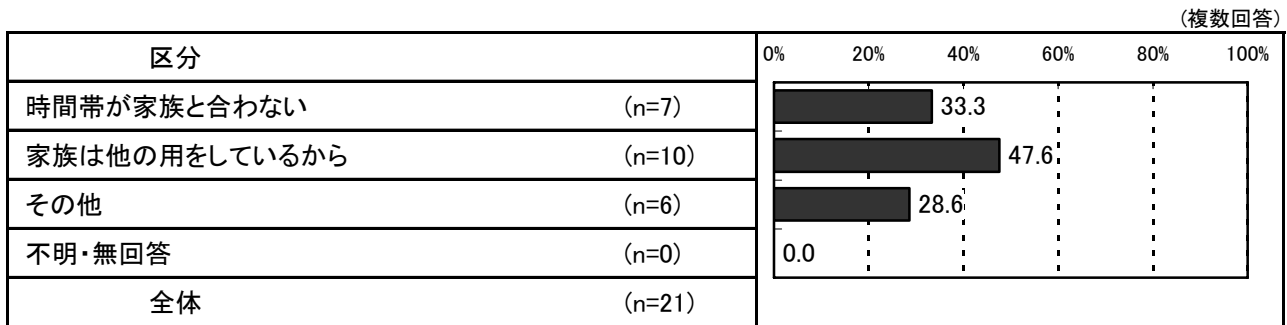 (複数回答)
区分 0% 20% 40% 60% 80% 100%
時間帯が家族と合わない (n=7) 33.3
家族は他の用をしているから (n=10) 47.6
その他 (n=6) 28.6
不明・無回答 (n=0) 0.0
全体 (n=21)